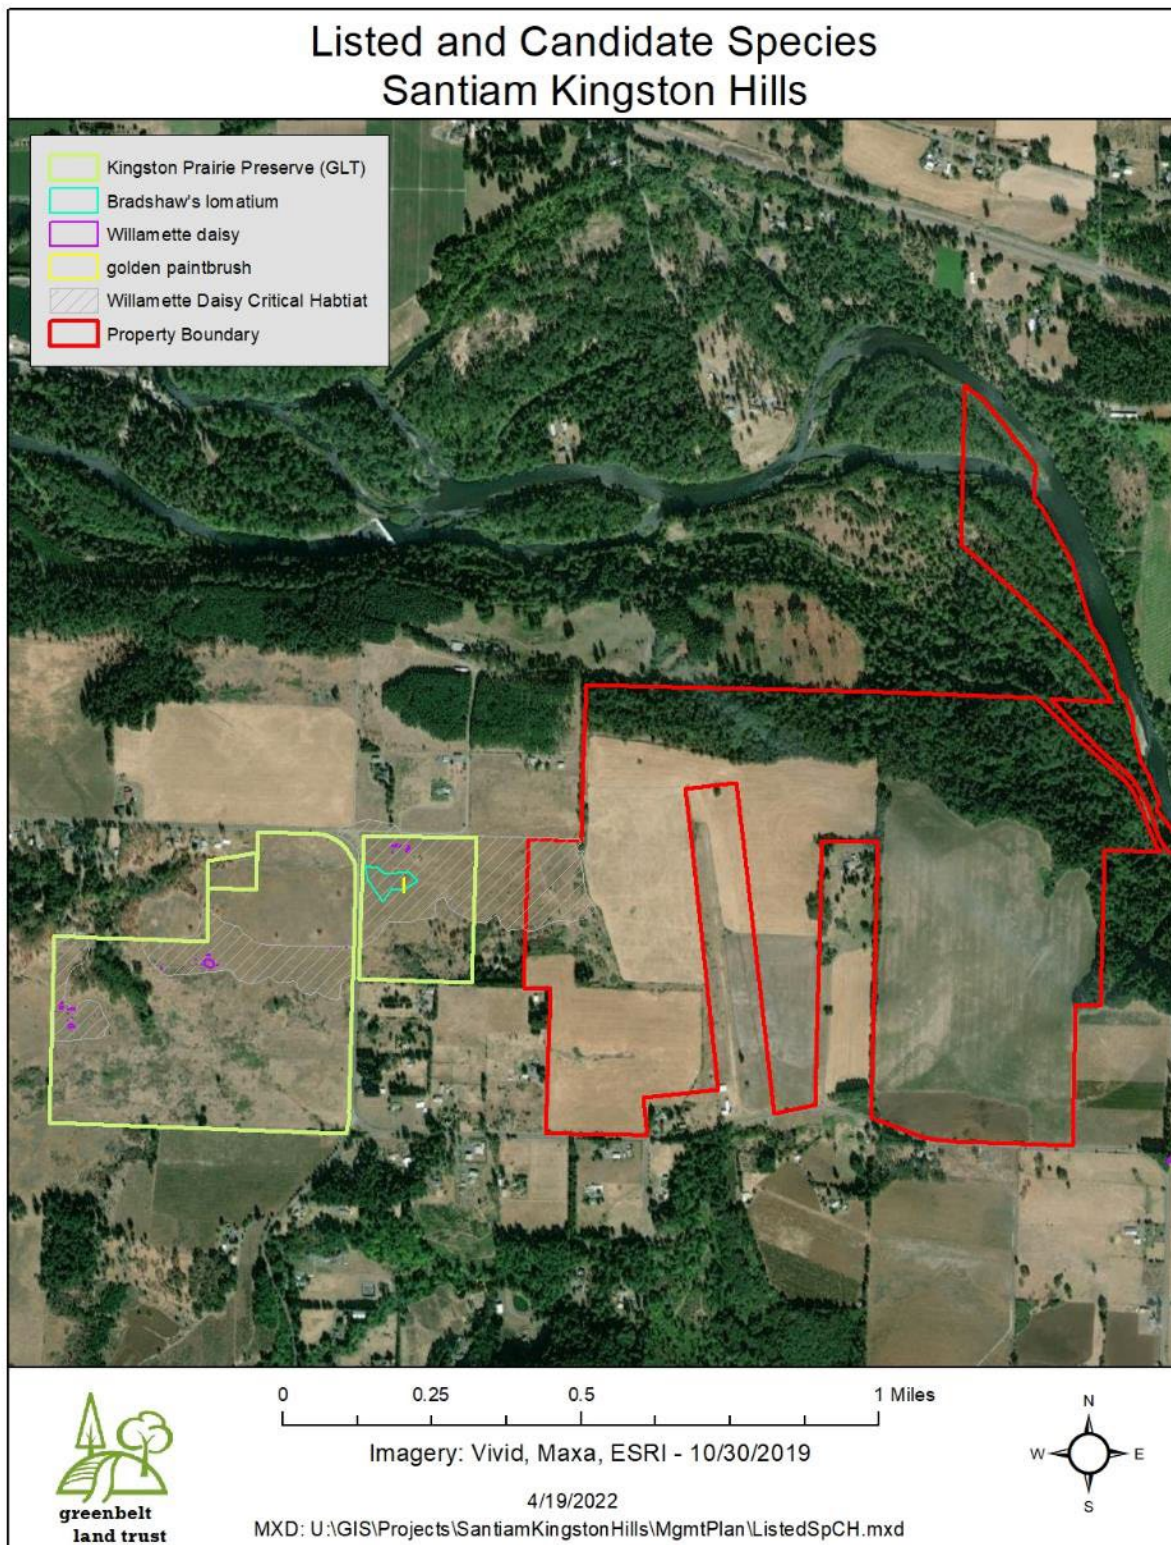 Listed and Candidate Species
Santiam Kingston Hills
Kingston Prairie Preserve (GLT)
Bradshaw's lomatium
Willamette daisy
golden paintbrush
Willamette Daisy Critical Habtiat
Property Boundary
0 0.25 0.5 1 Miles
Imagery: Vivid, Maxa, ESRI - 10/30/2019
4/19/2022
MXD: U:\GIS\Projects\SantiamKingstonHills\MgmtPlan\ListedSpCH.mxd
greenbelt
land trust
N
W E
S